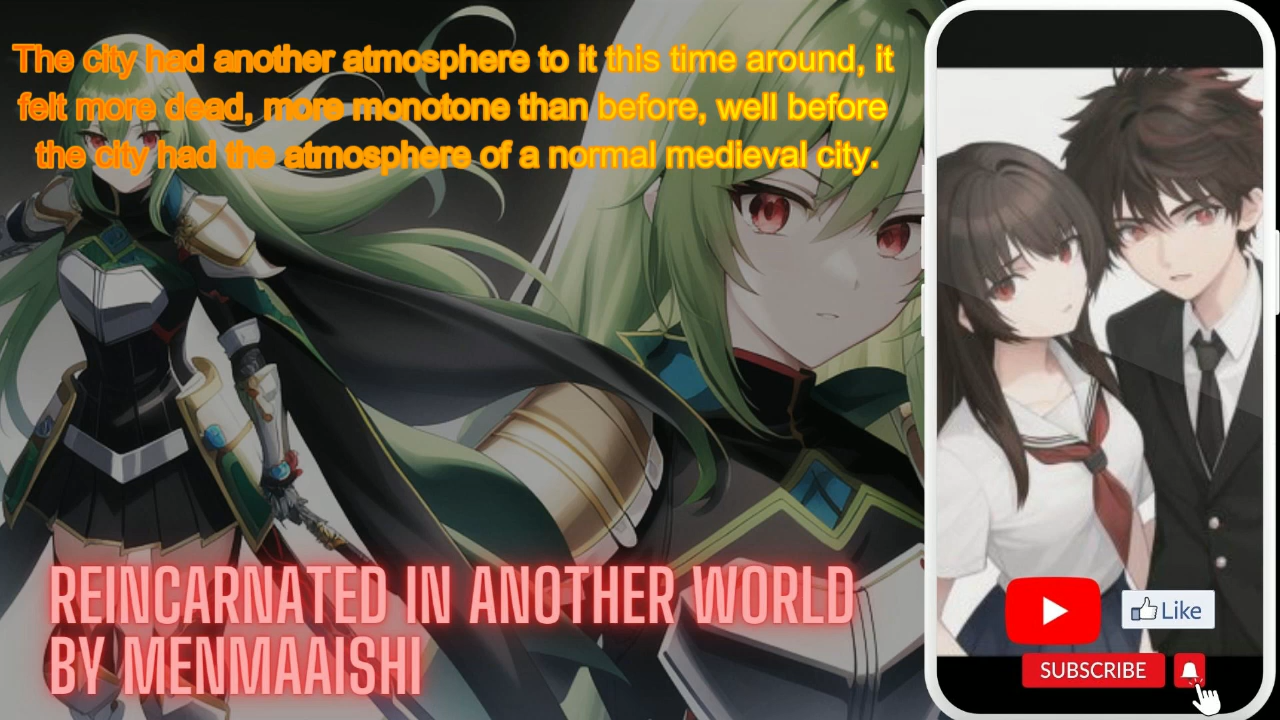 The city had another atmosphere to it this time around, it
felt more dead, more monotone than before, well before
the city had the atmosphere of a normal medieval city.
REINCARNATED IN ANOTHER WORLD
BY MENMAAISHI
Like
SUBSCRIBE